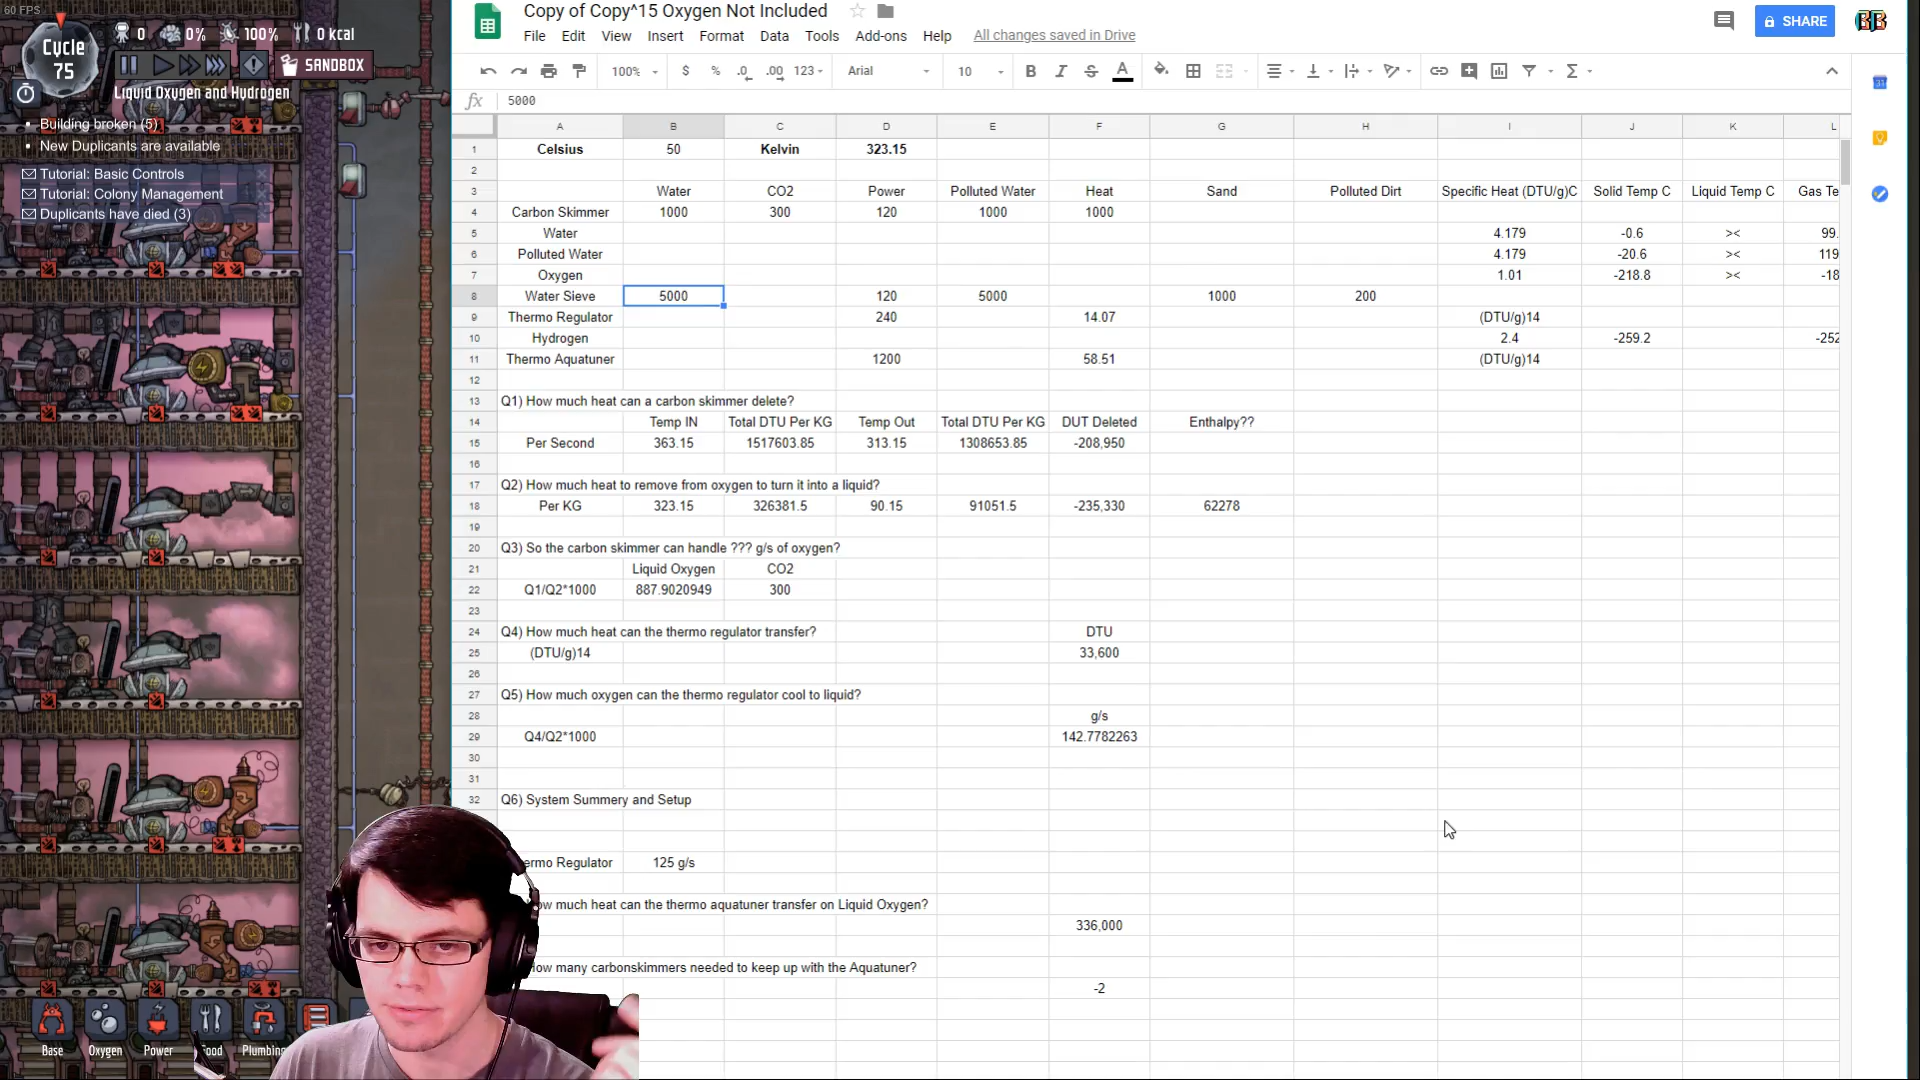 60 FPS
0 0% 100% 0 kcal
Cycle
75
SANDBOX
Liquid Oxygen and Hydrogen
• Building broken (5)
• New Duplicants are available
Tutorial: Basic Controls
Tutorial: Colony Management
Duplicants have died (3)
Base Oxygen Power Food Plumbing
Copy of Copy^15 Oxygen Not Included
SHARE
File Edit View Insert Format Data Tools Add-ons Help All changes saved in Drive
100% $ % .0 .00 123 Arial 10 B I S A
fx 5000
A B C D E F G H I J K L
1 Celsius 50 Kelvin 323.15
2
3 Water CO2 Power Polluted Water Heat Sand Polluted Dirt Specific Heat (DTU/g)C Solid Temp C Liquid Temp C Gas Te
4 Carbon Skimmer 1000 300 120 1000 1000
5 Water 4.179 -0.6 >< 99.
6 Polluted Water 4.179 -20.6 >< 119
7 Oxygen 1.01 -218.8 >< -18
8 Water Sieve 5000 120 5000 1000 200
9 Thermo Regulator 240 14.07 (DTU/g)14
10 Hydrogen 2.4 -259.2 -252
11 Thermo Aquatuner 1200 58.51 (DTU/g)14
12
13 Q1) How much heat can a carbon skimmer delete?
14 Temp IN Total DTU Per KG Temp Out Total DTU Per KG DUT Deleted Enthalpy??
15 Per Second 363.15 1517603.85 313.15 1308653.85 -208,950
16
17 Q2) How much heat to remove from oxygen to turn it into a liquid?
18 Per KG 323.15 326381.5 90.15 91051.5 -235,330 62278
19
20 Q3) So the carbon skimmer can handle ??? g/s of oxygen?
21 Liquid Oxygen CO2
22 Q1/Q2*1000 887.9020949 300
23
24 Q4) How much heat can the thermo regulator transfer? DTU
25 (DTU/g)14 33,600
26
27 Q5) How much oxygen can the thermo regulator cool to liquid?
28 g/s
29 Q4/Q2*1000 142.7782263
30
31
32 Q6) System Summery and Setup
ermo Regulator 125 g/s
ow much heat can the thermo aquatuner transfer on Liquid Oxygen?
336,000
How many carbonskimmers needed to keep up with the Aquatuner?
-2